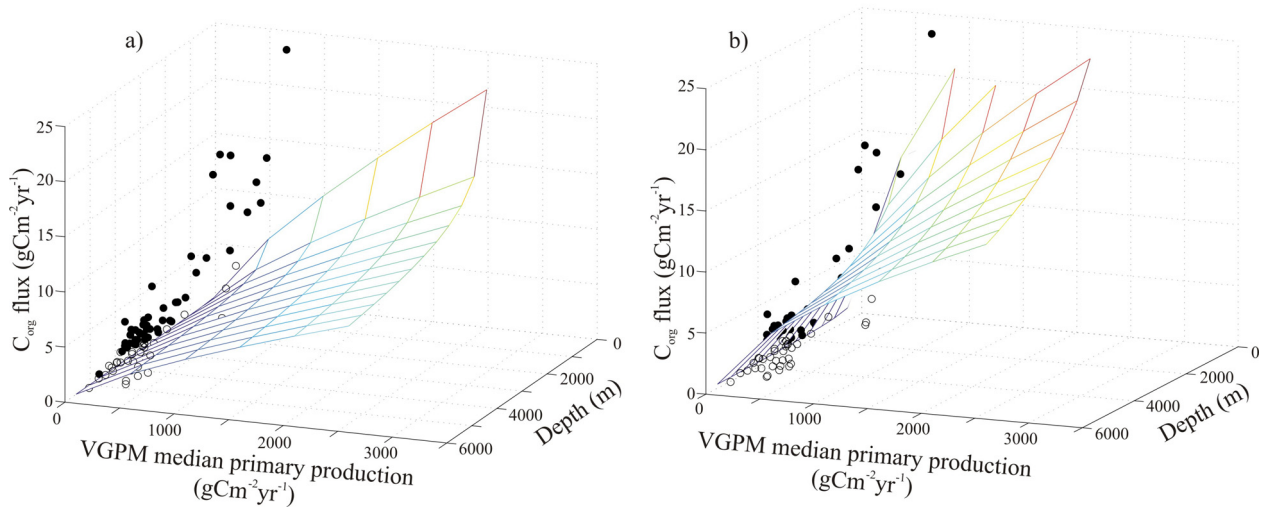 a)
25
20
15
10
5
0
C_org flux (gCm⁻²yr⁻¹)
0
1000
2000
3000
VGPM median primary production
(gCm⁻²yr⁻¹)
6000
4000
2000
0
Depth (m)
b)
25
20
15
10
5
0
C_org flux (gCm⁻²yr⁻¹)
0
1000
2000
3000
VGPM median primary production
(gCm⁻²yr⁻¹)
6000
4000
2000
0
Depth (m)